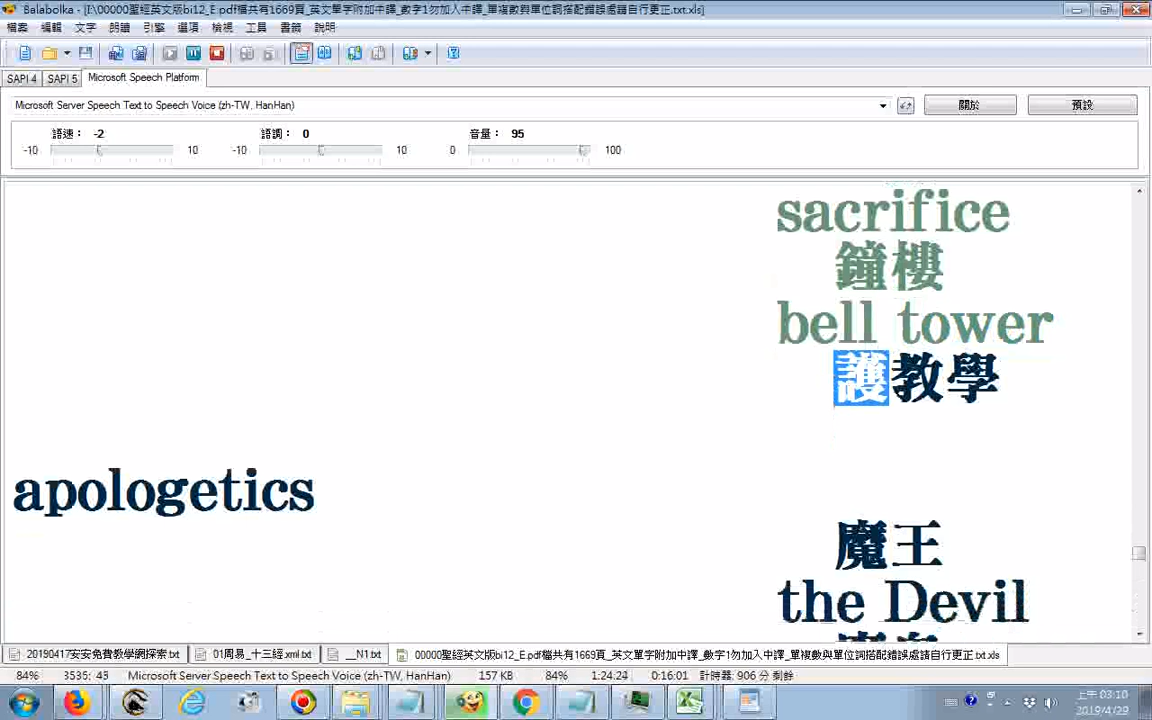 Balabolka - [I:\00000聖經英文版bi12_E.pdf檔共有1669頁_英文單字附加中譯_數字1勿加入中譯_單複數與單位詞搭配錯誤處請自行更正.txt.xls]
檔案 編輯 文字 朗讀 引擎 選項 檢視 工具 書籤 說明
SAPI 4 SAPI 5 Microsoft Speech Platform
Microsoft Server Speech Text to Speech Voice (zh-TW, HanHan) 關於 預設
語速： -2 語調： 0 音量： 95
-10 10 -10 10 0 100
sacrifice
鐘樓
bell tower
護教學
apologetics
魔王
the Devil
20190417安安免費教學網探索.txt 01周易_十三經.xml.txt __N1.txt 00000聖經英文版bi12_E.pdf檔共有1669頁_英文單字附加中譯_數字1勿加入中譯_單複數與單位詞搭配錯誤處請自行更正.txt.xls
84% 3535: 43 Microsoft Server Speech Text to Speech Voice (zh-TW, HanHan) 157 KB 84% 1:24:24 0:16:01 計時器: 906 分 剩餘
上午 03:10
2019/4/29